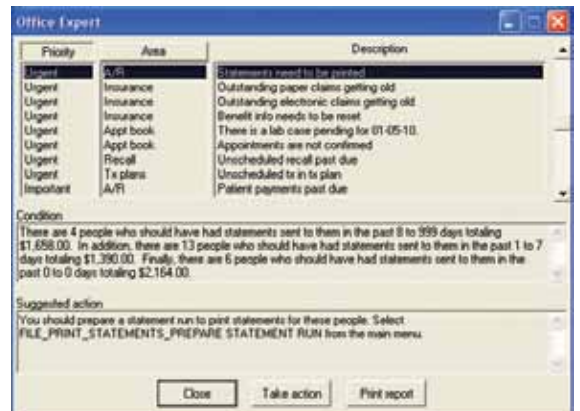 Office Expert
Priority Area Description
Urgent A/R Statements need to be printed
Urgent Insurance Outstanding paper claims getting old
Urgent Insurance Outstanding electronic claims getting old
Urgent Insurance Benefit info needs to be reset
Urgent Appt book There is a lab case pending for 01-05-10.
Urgent Appt book Appointments are not confirmed
Urgent Recall Unscheduled recall past due
Urgent Tx plans Unscheduled tx in tx plan
Important A/R Patient payments past due
Condition
There are 4 people who should have had statements sent to them in the past 8 to 999 days totaling
$1,658.00. In addition, there are 13 people who should have had statements sent to them in the past 1 to 7
days totaling $1,390.00. Finally, there are 6 people who should have had statements sent to them in the
past 0 to 0 days totaling $2,164.00.
Suggested action
You should prepare a statement run to print statements for these people. Select
FILE_PRINT_STATEMENTS_PREPARE STATEMENT RUN from the main menu.
Close Take action Print report